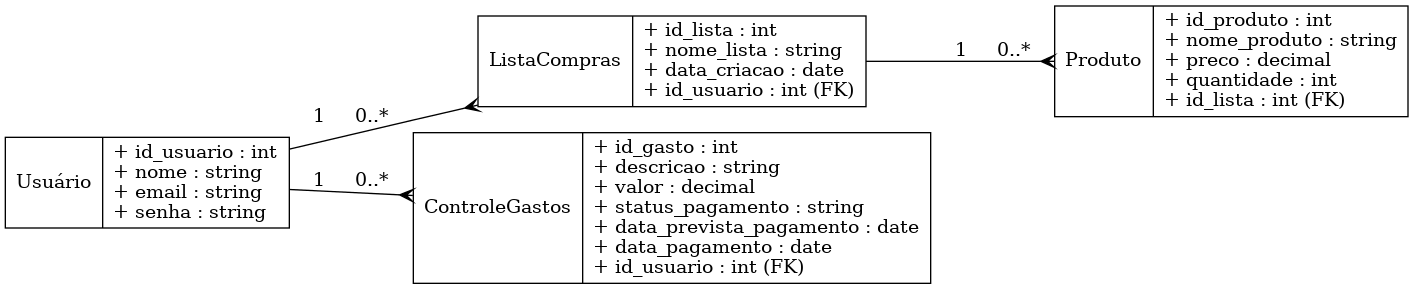 Usuário
+ id_usuario : int
+ nome : string
+ email : string
+ senha : string
1 0..*
ListaCompras
+ id_lista : int
+ nome_lista : string
+ data_criacao : date
+ id_usuario : int (FK)
1 0..*
ControleGastos
+ id_gasto : int
+ descricao : string
+ valor : decimal
+ status_pagamento : string
+ data_prevista_pagamento : date
+ data_pagamento : date
+ id_usuario : int (FK)
1 0..*
Produto
+ id_produto : int
+ nome_produto : string
+ preco : decimal
+ quantidade : int
+ id_lista : int (FK)